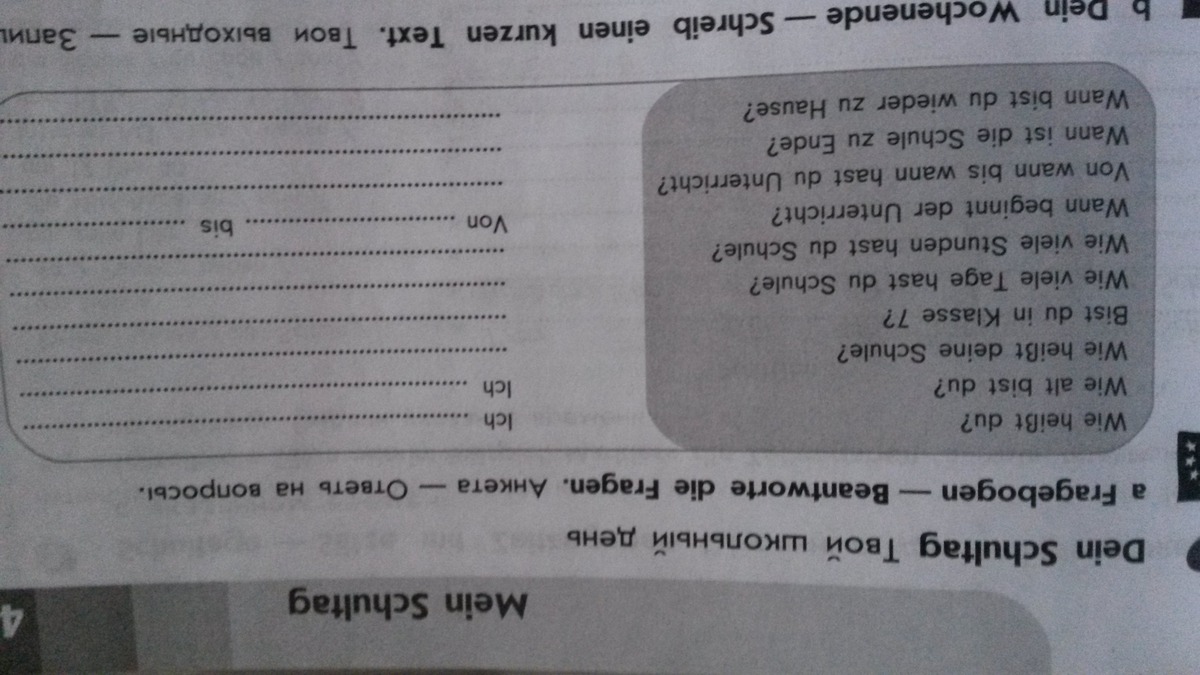 Mein Schultag
4
Dein Schultag Твой школьный день
a Fragebogen — Beantworte die Fragen. Анкета — Ответь на вопросы.
Wie heißt du? Ich
Wie alt bist du? Ich
Wie heißt deine Schule?
Bist du in Klasse 7?
Wie viele Tage hast du Schule?
Wie viele Stunden hast du Schule?
Wann beginnt der Unterricht?
Von wann bis wann hast du Unterricht? Von bis
Wann ist die Schule zu Ende?
Wann bist du wieder zu Hause?
b Dein Wochenende — Schreib einen kurzen Text. Твои выходные —